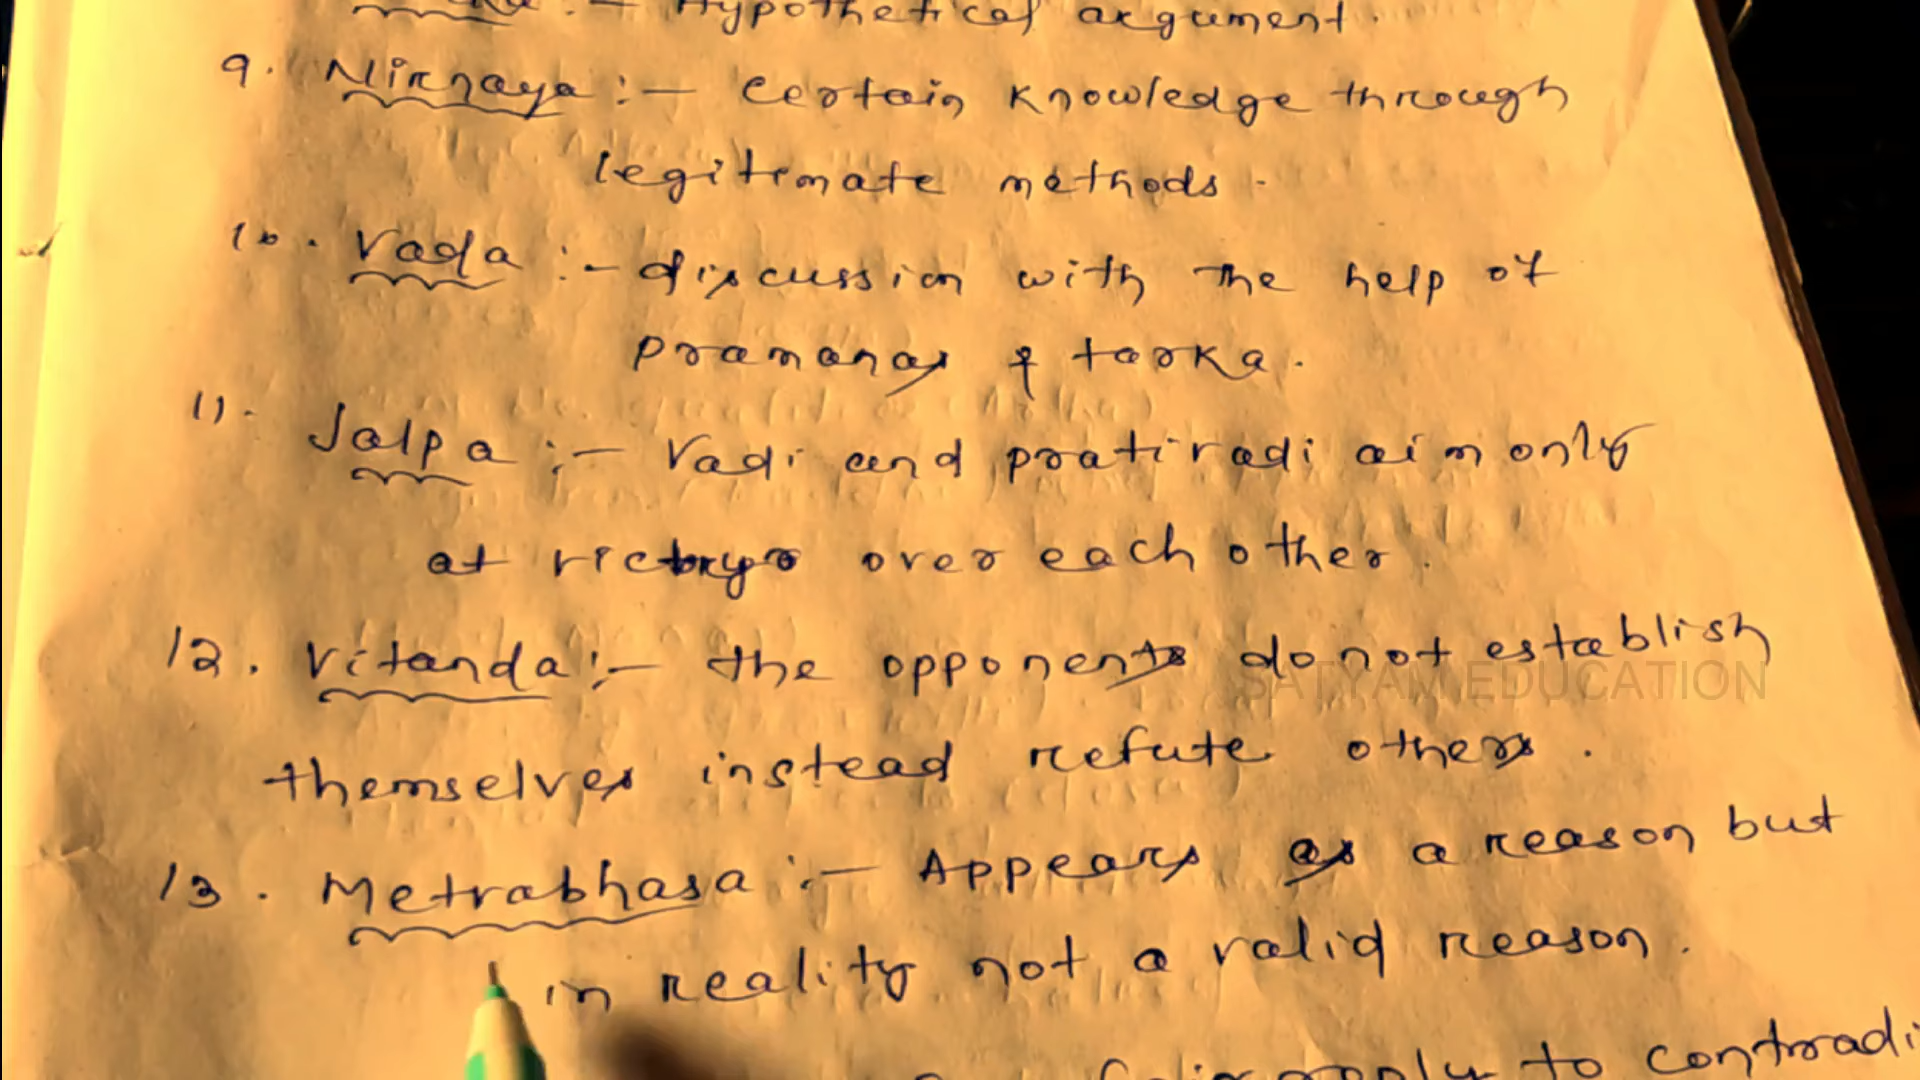 :- Hypothetical argument.
9. Nirnaya :- Certain knowledge through
legitimate methods.
10. Vada :- discussion with the help of
pramanas & tarka.
11. Jalpa :- Vadi and prativadi aim only
at victory over each other.
12. Vitanda :- the opponents do not establish
SATYAM EDUCATION
themselves instead refute others.
13. Metrabhasa :- Appears as a reason but
in reality not a valid reason.
to contradi